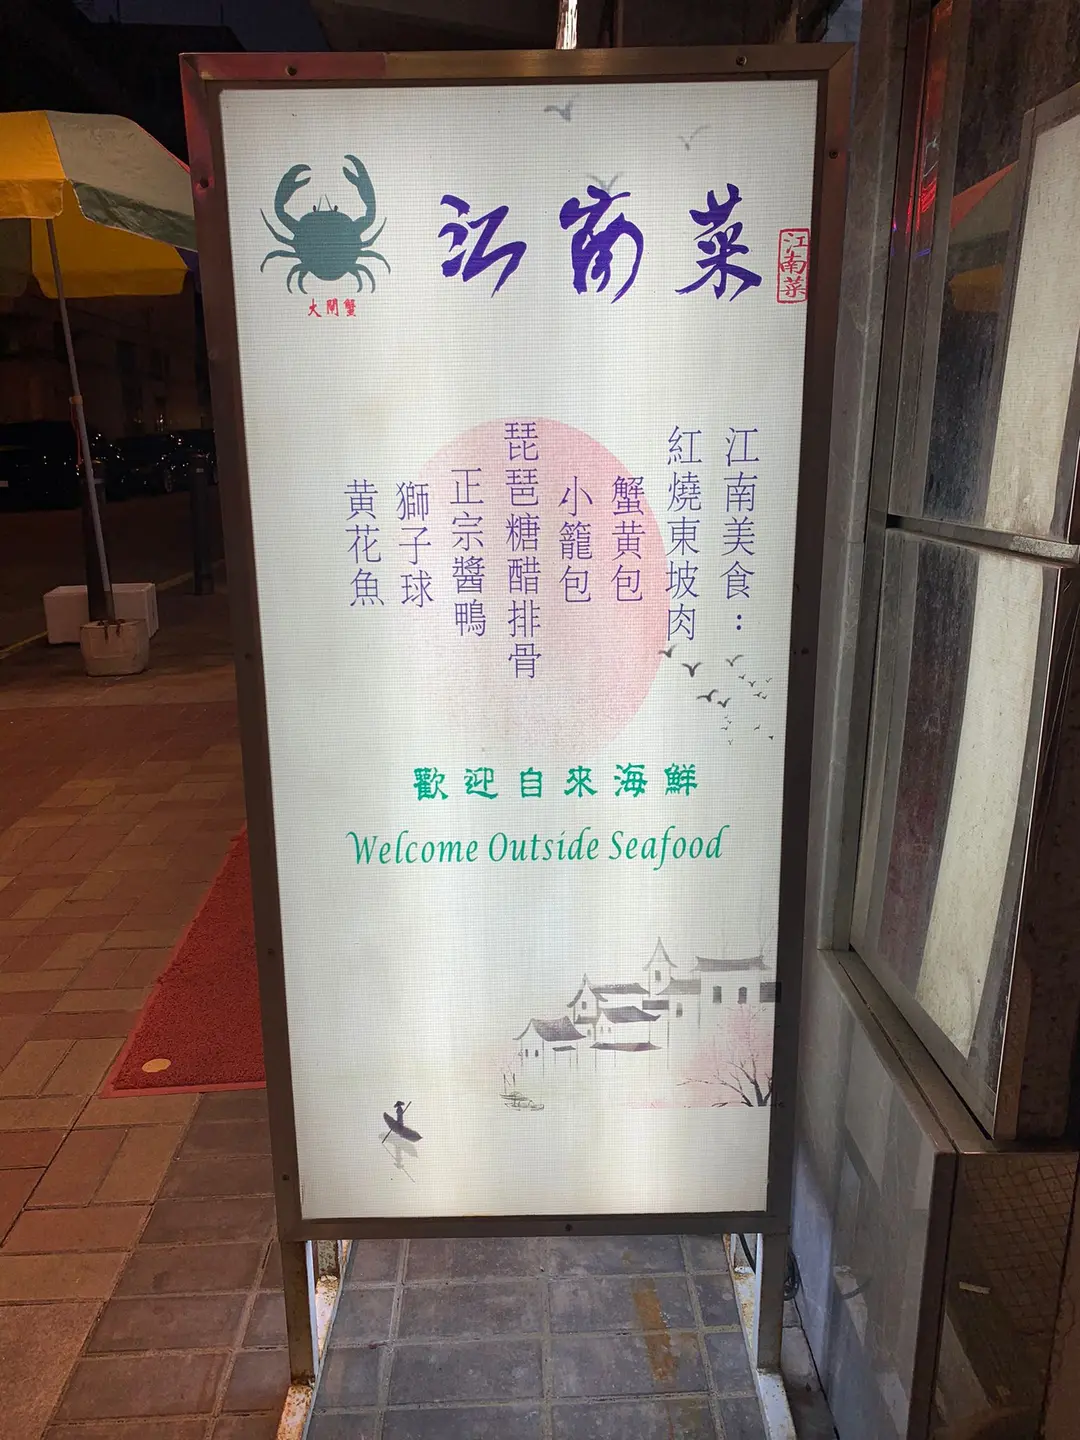 江南菜
江南菜
大閘蟹
江南美食：
紅燒東坡肉
蟹黄包
小籠包
琵琶糖醋排骨
正宗醬鴨
獅子球
黄花魚
歡迎自來海鮮
Welcome Outside Seafood